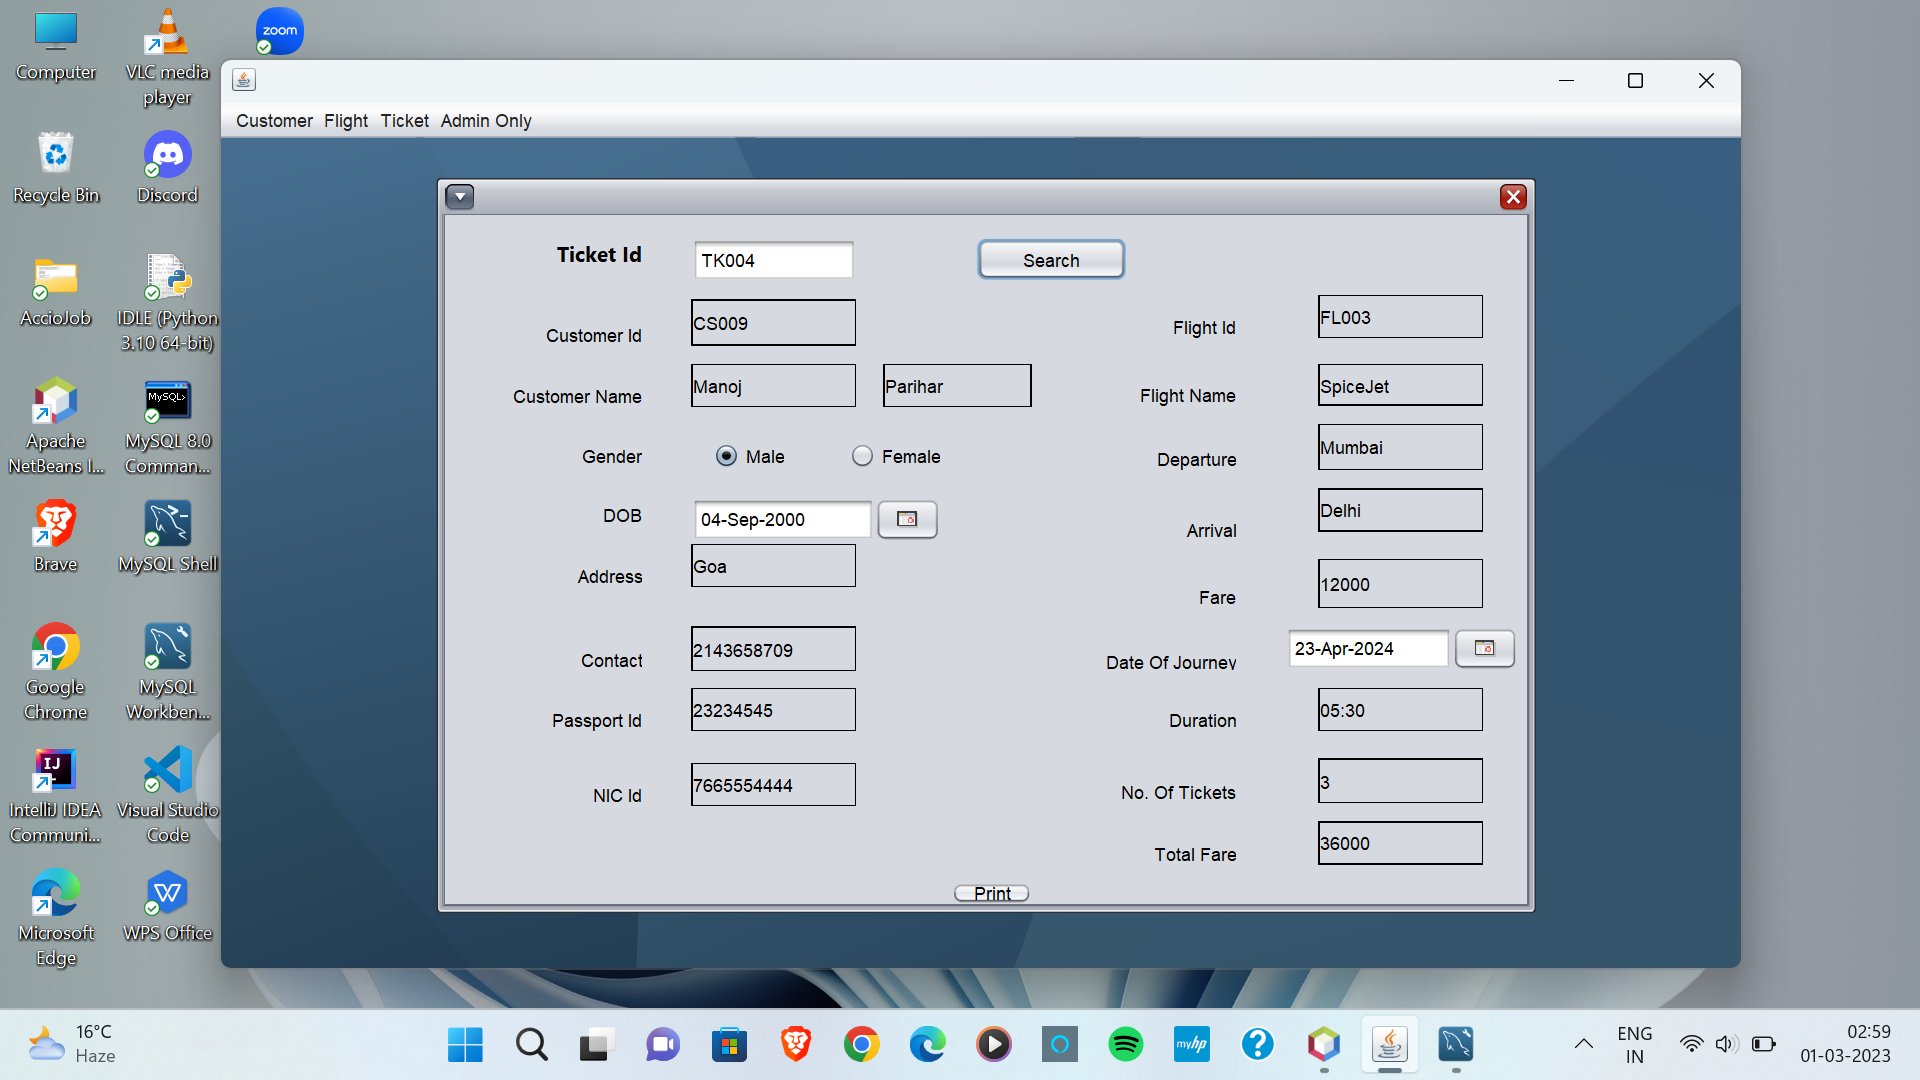 Computer
VLC media
player
zoom
Recycle Bin
Discord
AccioJob
IDLE (Python
3.10 64-bit)
Apache
NetBeans I...
MySQL>
MySQL 8.0
Comman...
Brave
MySQL Shell
Google
Chrome
MySQL
Workben...
IJ
IntelliJ IDEA
Communi...
Visual Studio
Code
Microsoft
Edge
W
WPS Office
Customer Flight Ticket Admin Only
Ticket Id TK004 Search
Customer Id CS009
Flight Id FL003
Customer Name Manoj Parihar
Flight Name SpiceJet
Gender Male Female
Departure Mumbai
DOB 04-Sep-2000
Arrival Delhi
Address Goa
Fare 12000
Contact 2143658709
Date Of Journey 23-Apr-2024
Passport Id 23234545
Duration 05:30
NIC Id 7665554444
No. Of Tickets 3
Total Fare 36000
Print
16°C
Haze
myhp
?
ENG
IN
02:59
01-03-2023